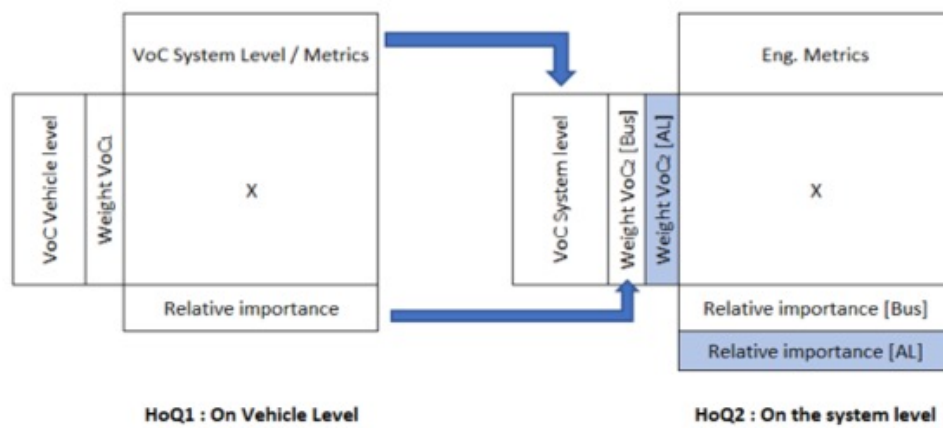 VoC System Level / Metrics
VoC Vehicle level
Weight VoC1
X
Relative importance
HoQ1 : On Vehicle Level
Eng. Metrics
VoC System level
Weight VoC2 [Bus]
Weight VoC2 [AL]
X
Relative importance [Bus]
Relative importance [AL]
HoQ2 : On the system level